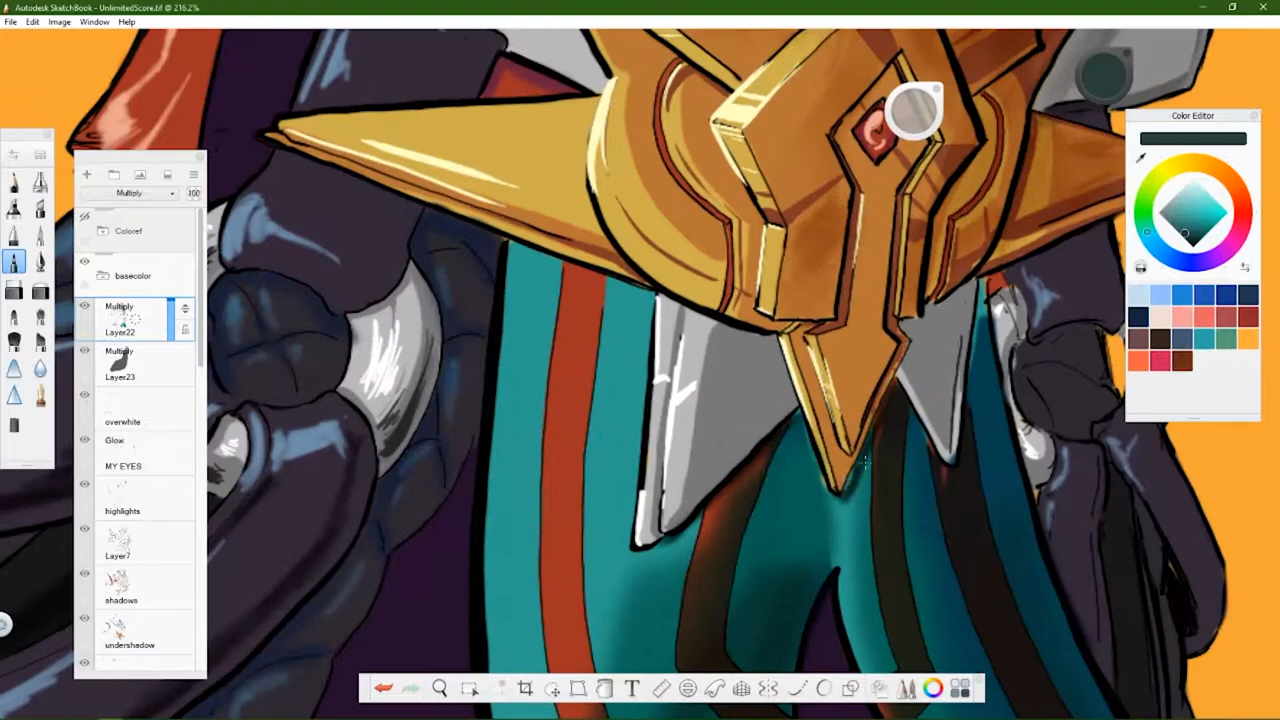 Autodesk SketchBook - UnlimitedScore.tif @ 216.2%
File Edit Image Window Help
Multiply 100
Coloref
basecolor
Multiply
Layer22
Multiply
Layer23
overwhite
Glow
MY EYES
highlights
Layer7
shadows
undershadow
Color Editor